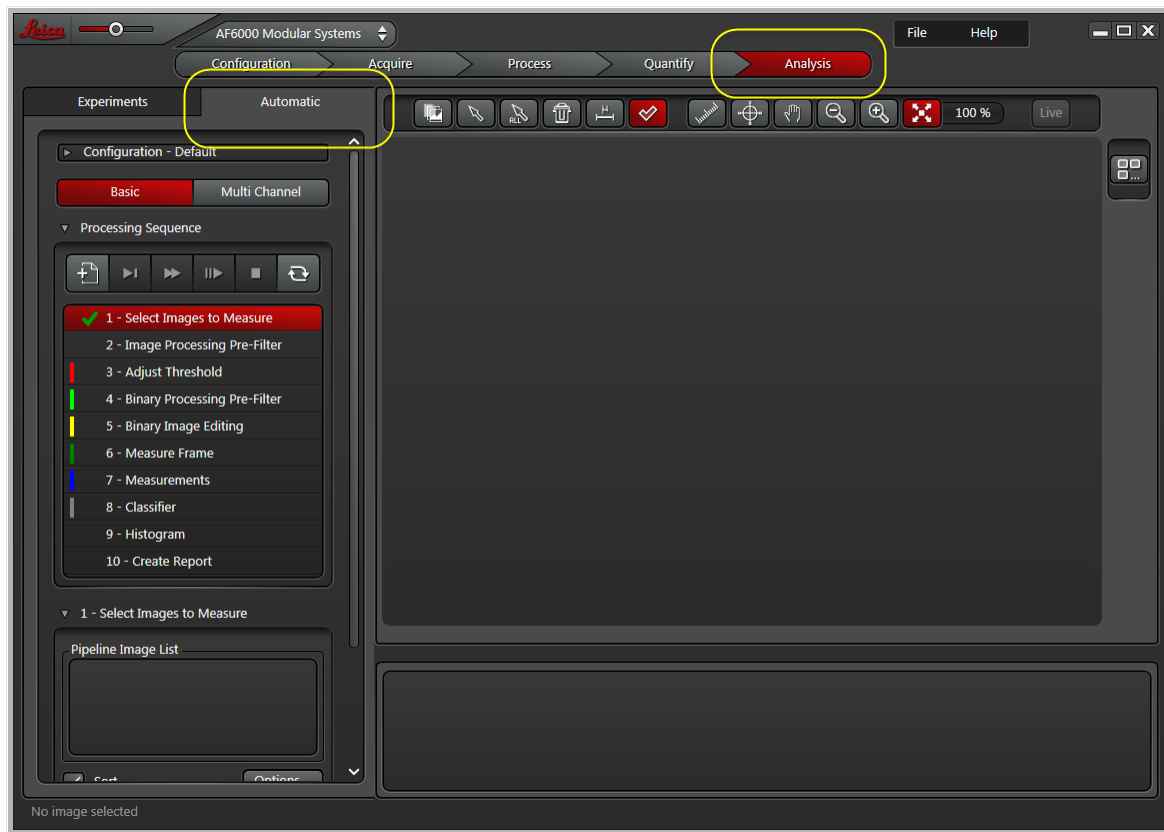 Leica
AF6000 Modular Systems
File Help
Configuration Acquire Process Quantify Analysis
Experiments Automatic
ALL
H
100 %
Live
Configuration - Default
Basic Multi Channel
Processing Sequence
1 - Select Images to Measure
2 - Image Processing Pre-Filter
3 - Adjust Threshold
4 - Binary Processing Pre-Filter
5 - Binary Image Editing
6 - Measure Frame
7 - Measurements
8 - Classifier
9 - Histogram
10 - Create Report
1 - Select Images to Measure
Pipeline Image List
Sort Options...
No image selected